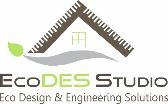 EcoDES Studio
Eco Design & Engineering Solutions